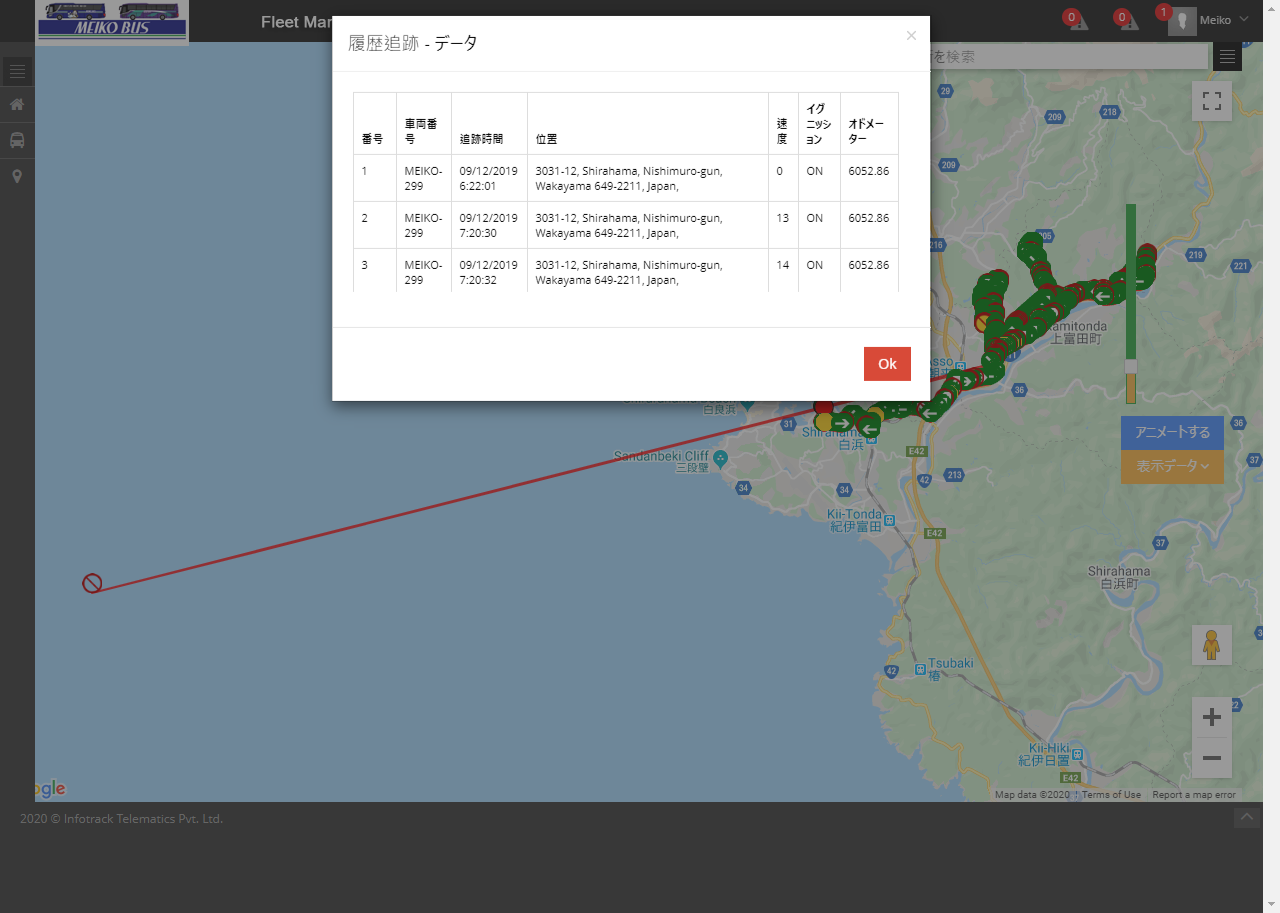 MEIKO BUS
Fleet Mar
0
0
1
Meiko
履歴追跡 - データ
×
を検索
番号
車両番
号
追跡時間
位置
速
度
イグ
ニッシ
ョン
オドメー
ター
1
MEIKO-
299
09/12/2019
6:22:01
3031-12, Shirahama, Nishimuro-gun,
Wakayama 649-2211, Japan,
0
ON
6052.86
2
MEIKO-
299
09/12/2019
7:20:30
3031-12, Shirahama, Nishimuro-gun,
Wakayama 649-2211, Japan,
13
ON
6052.86
3
MEIKO-
299
09/12/2019
7:20:32
3031-12, Shirahama, Nishimuro-gun,
Wakayama 649-2211, Japan,
14
ON
6052.86
Ok
29
209
218
209
216
205
219
221
amitonda
上富田町
11
36
白良浜
31
Shirahama
白浜
36
アニメートする
表示データ
Sandanbeki Cliff
三段壁
E42
37
34
34
42
213
Kii-Tonda
紀伊富田
E42
37
Shirahama
白浜町
3
42
Tsubaki
椿
22
Kii-Hiki
紀伊日置
E42
ogle
Map data ©2020
Terms of Use
Report a map error
2020 © Infotrack Telematics Pvt. Ltd.